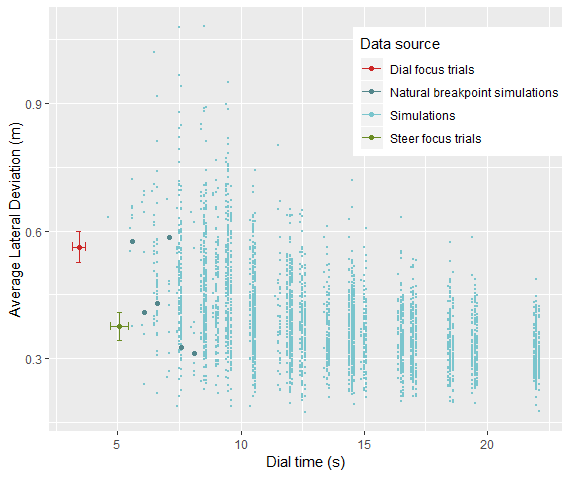 Data source
Dial focus trials
Natural breakpoint simulations
Simulations
Steer focus trials
0.9
0.6
0.3
Average Lateral Deviation (m)
5 10 15 20
Dial time (s)